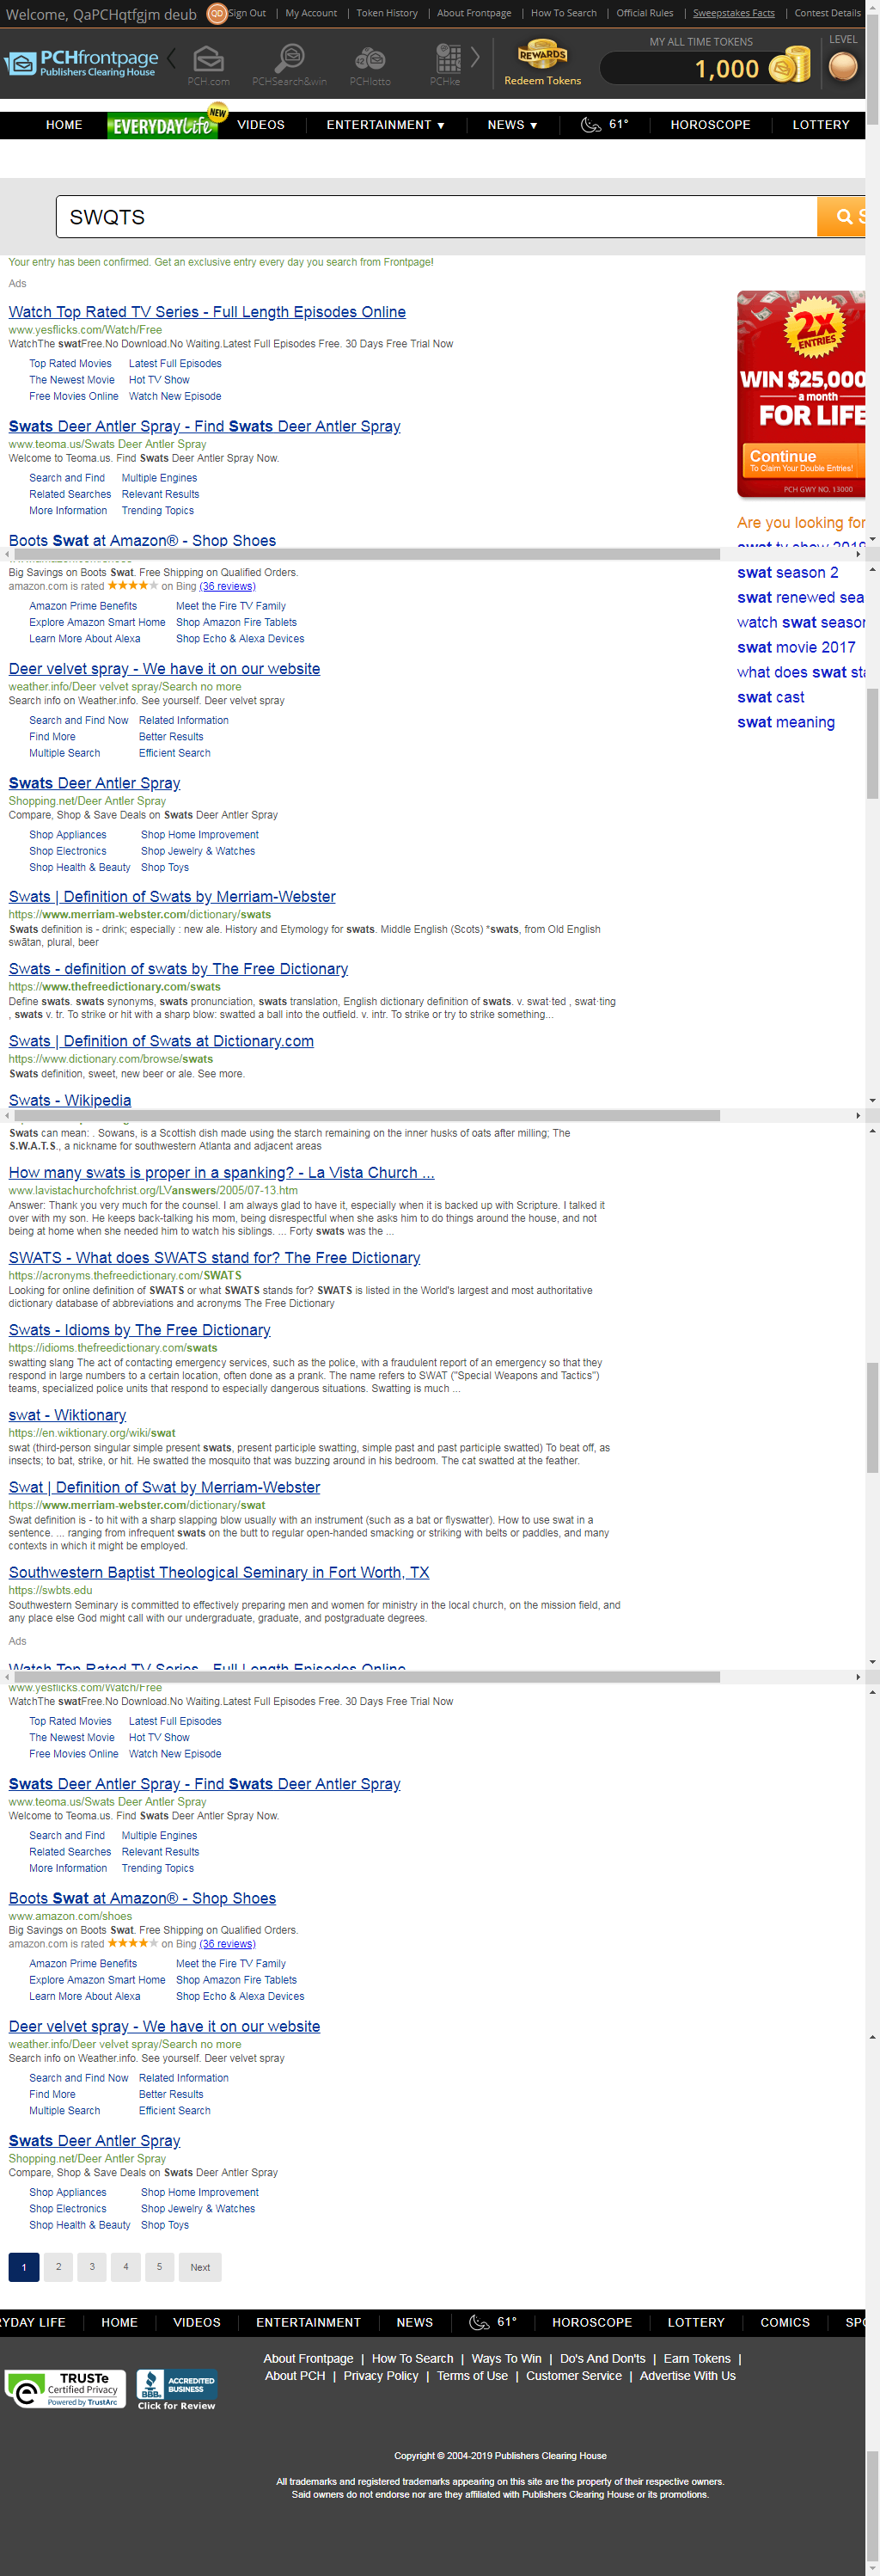 Welcome, QaPCHqtfgjm deub QD Sign Out | My Account | Token History | About Frontpage | How To Search | Official Rules | Sweepstakes Facts | Contest Details
PCHfrontpage
Publishers Clearing House
PCH.com PCHSearch&win PCHlotto PCHke
REWARDS
Redeem Tokens
MY ALL TIME TOKENS
1,000
LEVEL
HOME EVERYDAY Life NEW VIDEOS ENTERTAINMENT ▼ NEWS ▼ 61° HOROSCOPE LOTTERY
SWQTS S
Your entry has been confirmed. Get an exclusive entry every day you search from Frontpage!
Ads
Watch Top Rated TV Series - Full Length Episodes Online
www.yesflicks.com/Watch/Free
WatchThe swatFree.No Download.No Waiting.Latest Full Episodes Free. 30 Days Free Trial Now
Top Rated Movies Latest Full Episodes
The Newest Movie Hot TV Show
Free Movies Online Watch New Episode
2X
ENTRIES
WIN $25,000
a month
FOR LIFE
Continue
To Claim Your Double Entries!
PCH GWY NO. 13000
Swats Deer Antler Spray - Find Swats Deer Antler Spray
www.teoma.us/Swats Deer Antler Spray
Welcome to Teoma.us. Find Swats Deer Antler Spray Now.
Search and Find Multiple Engines
Related Searches Relevant Results
More Information Trending Topics
Are you looking for
swat tv show 2019
Boots Swat at Amazon® - Shop Shoes
Big Savings on Boots Swat. Free Shipping on Qualified Orders.
amazon.com is rated ★★★★★ on Bing (36 reviews)
Amazon Prime Benefits Meet the Fire TV Family
Explore Amazon Smart Home Shop Amazon Fire Tablets
Learn More About Alexa Shop Echo & Alexa Devices
swat season 2
swat renewed sea
watch swat season
swat movie 2017
what does swat sta
swat cast
swat meaning
Deer velvet spray - We have it on our website
weather.info/Deer velvet spray/Search no more
Search info on Weather.info. See yourself. Deer velvet spray
Search and Find Now Related Information
Find More Better Results
Multiple Search Efficient Search
Swats Deer Antler Spray
Shopping.net/Deer Antler Spray
Compare, Shop & Save Deals on Swats Deer Antler Spray
Shop Appliances Shop Home Improvement
Shop Electronics Shop Jewelry & Watches
Shop Health & Beauty Shop Toys
Swats | Definition of Swats by Merriam-Webster
https://www.merriam-webster.com/dictionary/swats
Swats definition is - drink; especially : new ale. History and Etymology for swats. Middle English (Scots) *swats, from Old English
swātan, plural, beer
Swats - definition of swats by The Free Dictionary
https://www.thefreedictionary.com/swats
Define swats. swats synonyms, swats pronunciation, swats translation, English dictionary definition of swats. v. swat·ted , swat·ting
, swats v. tr. To strike or hit with a sharp blow: swatted a ball into the outfield. v. intr. To strike or try to strike something...
Swats | Definition of Swats at Dictionary.com
https://www.dictionary.com/browse/swats
Swats definition, sweet, new beer or ale. See more.
Swats - Wikipedia
Swats can mean: . Sowans, is a Scottish dish made using the starch remaining on the inner husks of oats after milling; The
S.W.A.T.S., a nickname for southwestern Atlanta and adjacent areas
How many swats is proper in a spanking? - La Vista Church ...
www.lavistachurchofchrist.org/LVanswers/2005/07-13.htm
Answer: Thank you very much for the counsel. I am always glad to have it, especially when it is backed up with Scripture. I talked it
over with my son. He keeps back-talking his mom, being disrespectful when she asks him to do things around the house, and not
being at home when she needed him to watch his siblings. ... Forty swats was the ...
SWATS - What does SWATS stand for? The Free Dictionary
https://acronyms.thefreedictionary.com/SWATS
Looking for online definition of SWATS or what SWATS stands for? SWATS is listed in the World's largest and most authoritative
dictionary database of abbreviations and acronyms The Free Dictionary
Swats - Idioms by The Free Dictionary
https://idioms.thefreedictionary.com/swats
swatting slang The act of contacting emergency services, such as the police, with a fraudulent report of an emergency so that they
respond in large numbers to a certain location, often done as a prank. The name refers to SWAT ("Special Weapons and Tactics")
teams, specialized police units that respond to especially dangerous situations. Swatting is much ...
swat - Wiktionary
https://en.wiktionary.org/wiki/swat
swat (third-person singular simple present swats, present participle swatting, simple past and past participle swatted) To beat off, as
insects; to bat, strike, or hit. He swatted the mosquito that was buzzing around in his bedroom. The cat swatted at the feather.
Swat | Definition of Swat by Merriam-Webster
https://www.merriam-webster.com/dictionary/swat
Swat definition is - to hit with a sharp slapping blow usually with an instrument (such as a bat or flyswatter). How to use swat in a
sentence. ... ranging from infrequent swats on the butt to regular open-handed smacking or striking with belts or paddles, and many
contexts in which it might be employed.
Southwestern Baptist Theological Seminary in Fort Worth, TX
https://swbts.edu
Southwestern Seminary is committed to effectively preparing men and women for ministry in the local church, on the mission field, and
any place else God might call with our undergraduate, graduate, and postgraduate degrees.
Ads
Watch Top Rated TV Series - Full Length Episodes Online
www.yesflicks.com/Watch/Free
WatchThe swatFree.No Download.No Waiting.Latest Full Episodes Free. 30 Days Free Trial Now
Top Rated Movies Latest Full Episodes
The Newest Movie Hot TV Show
Free Movies Online Watch New Episode
Swats Deer Antler Spray - Find Swats Deer Antler Spray
www.teoma.us/Swats Deer Antler Spray
Welcome to Teoma.us. Find Swats Deer Antler Spray Now.
Search and Find Multiple Engines
Related Searches Relevant Results
More Information Trending Topics
Boots Swat at Amazon® - Shop Shoes
www.amazon.com/shoes
Big Savings on Boots Swat. Free Shipping on Qualified Orders.
amazon.com is rated ★★★★★ on Bing (36 reviews)
Amazon Prime Benefits Meet the Fire TV Family
Explore Amazon Smart Home Shop Amazon Fire Tablets
Learn More About Alexa Shop Echo & Alexa Devices
Deer velvet spray - We have it on our website
weather.info/Deer velvet spray/Search no more
Search info on Weather.info. See yourself. Deer velvet spray
Search and Find Now Related Information
Find More Better Results
Multiple Search Efficient Search
Swats Deer Antler Spray
Shopping.net/Deer Antler Spray
Compare, Shop & Save Deals on Swats Deer Antler Spray
Shop Appliances Shop Home Improvement
Shop Electronics Shop Jewelry & Watches
Shop Health & Beauty Shop Toys
1 2 3 4 5 Next
RYDAY LIFE HOME VIDEOS ENTERTAINMENT NEWS 61° HOROSCOPE LOTTERY COMICS SPO
About Frontpage | How To Search | Ways To Win | Do's And Don'ts | Earn Tokens |
About PCH | Privacy Policy | Terms of Use | Customer Service | Advertise With Us
TRUSTe
Certified Privacy
Powered by TrustArc
BBB ACCREDITED BUSINESS
Click for Review
Copyright © 2004-2019 Publishers Clearing House
All trademarks and registered trademarks appearing on this site are the property of their respective owners.
Said owners do not endorse nor are they affiliated with Publishers Clearing House or its promotions.